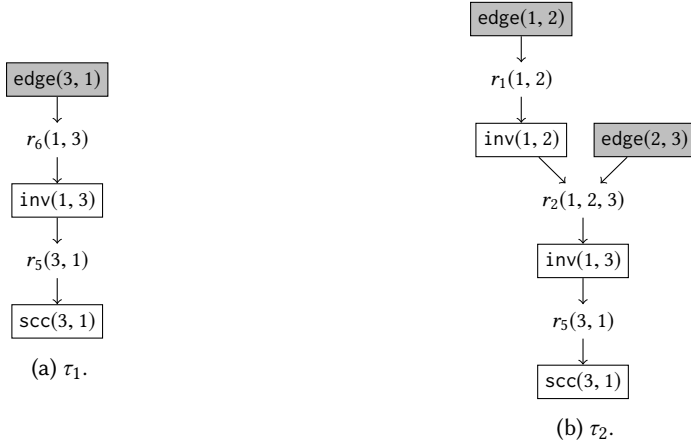 edge(3, 1)
r₆(1, 3)
inv(1, 3)
r₅(3, 1)
scc(3, 1)
(a) τ₁.
edge(1, 2)
r₁(1, 2)
inv(1, 2) edge(2, 3)
r₂(1, 2, 3)
inv(1, 3)
r₅(3, 1)
scc(3, 1)
(b) τ₂.